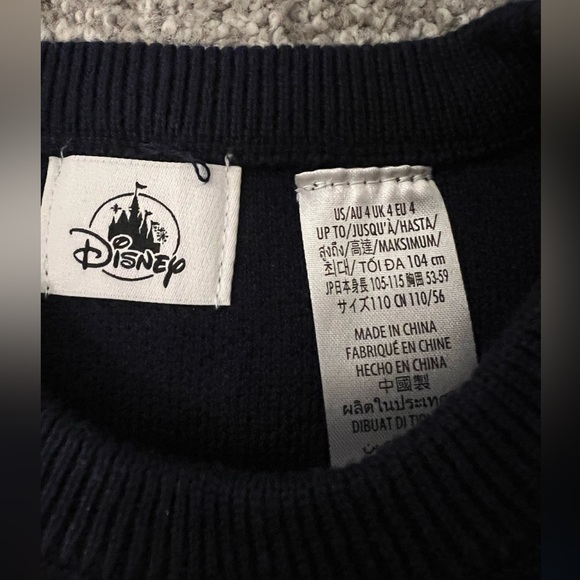 Disney
US/AU 4 UK 4 EU 4
UP TO/JUSQU'À/HASTA/
สูงถึง/高達/MAKSIMUM/
최대/TỐI ĐA 104 cm
JP日本身長 105-115 胸囲 53-59
サイズ110 CN 110/56
MADE IN CHINA
FABRIQUÉ EN CHINE
HECHO EN CHINA
中國製
ผลิตในประเทศ
DIBUAT DI